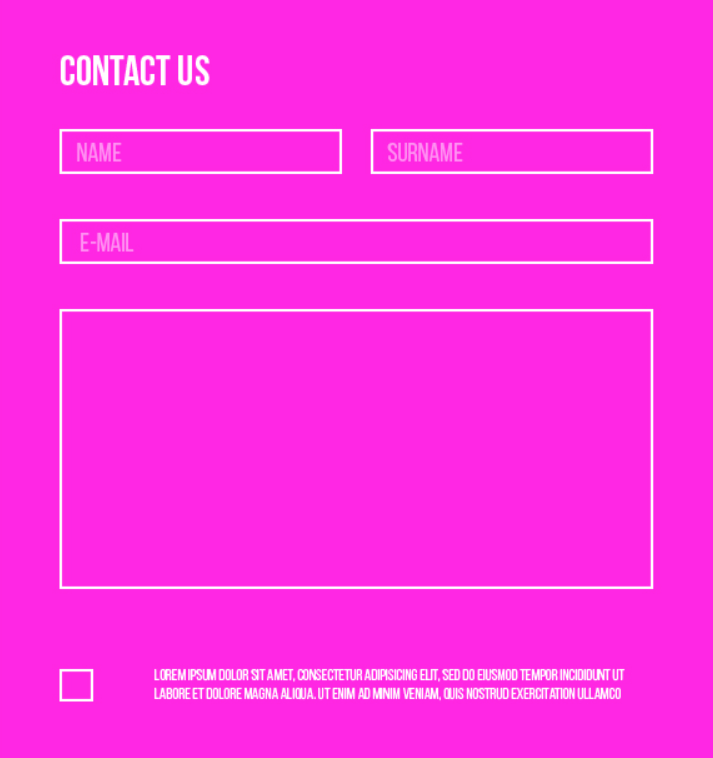 CONTACT US
NAME
SURNAME
E-MAIL
LOREM IPSUM DOLOR SIT AMET, CONSECTETUR ADIPISICING ELIT, SED DO EIUSMOD TEMPOR INCIDIDUNT UT
LABORE ET DOLORE MAGNA ALIQUA. UT ENIM AD MINIM VENIAM, QUIS NOSTRUD EXERCITATION ULLAMCO